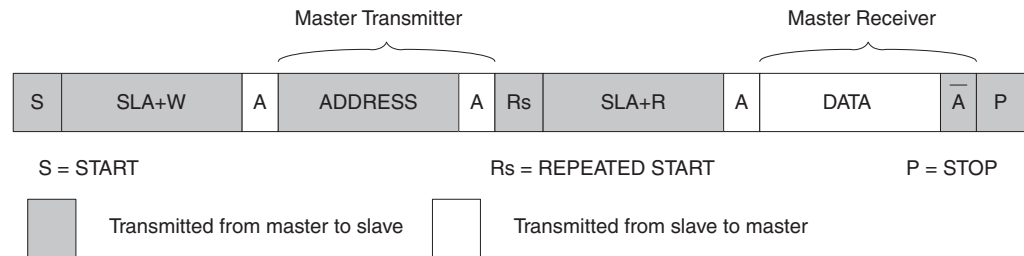 Master Transmitter Master Receiver
S SLA+W A ADDRESS A Rs SLA+R A DATA A̅ P
S = START Rs = REPEATED START P = STOP
Transmitted from master to slave Transmitted from slave to master